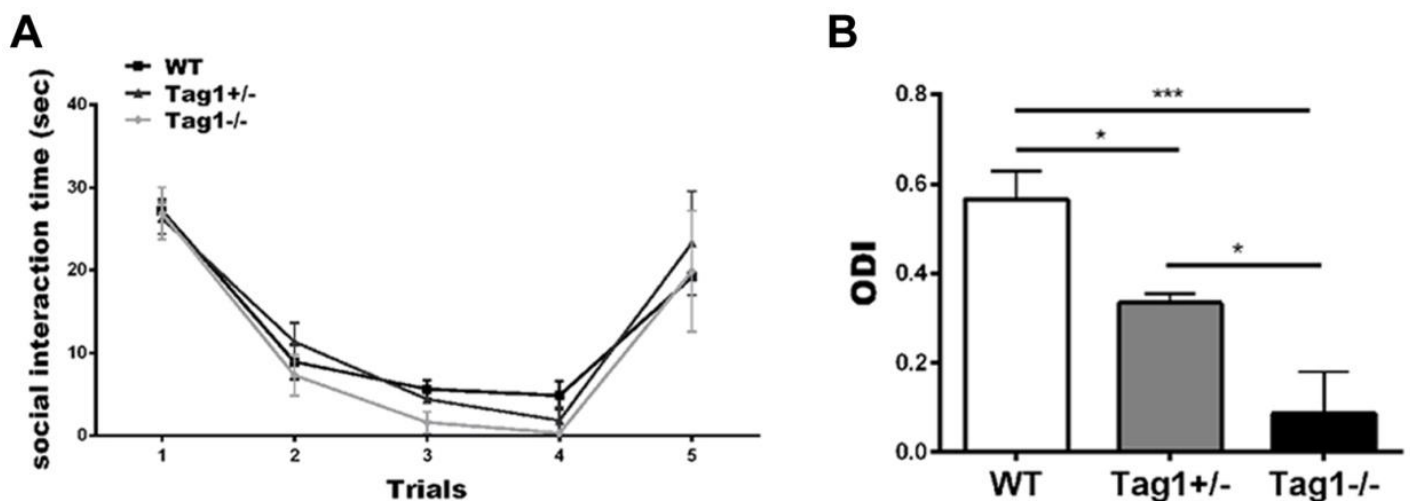 A
social interaction time (sec)
WT
Tag1+/-
Tag1-/-
40
30
20
10
0
1 2 3 4 5
Trials
B
ODI
0.8
0.6
0.4
0.2
0.0
***
*
*
WT Tag1+/- Tag1-/-